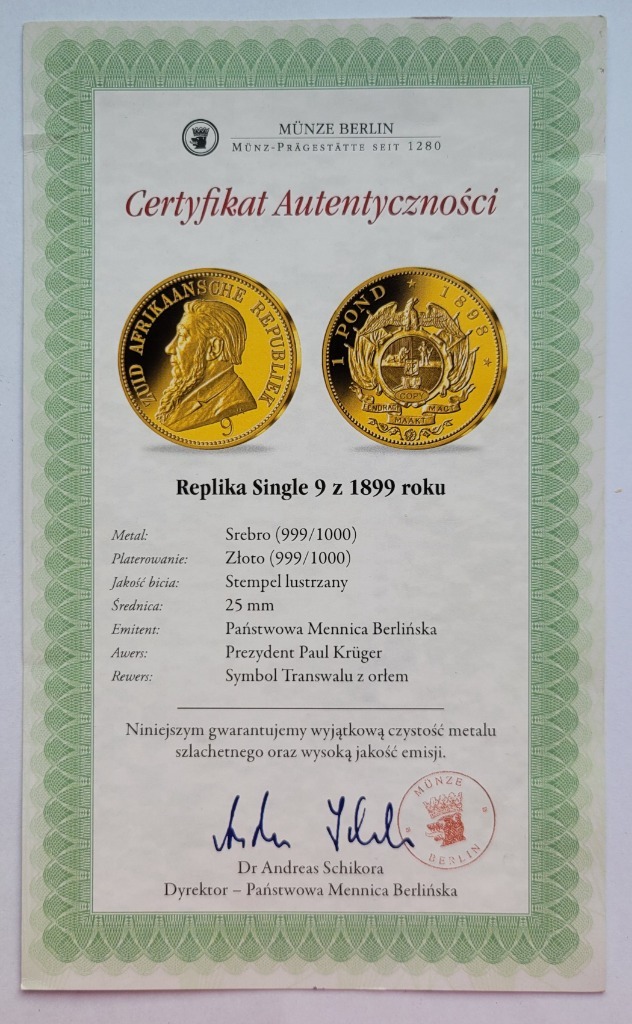 MÜNZE BERLIN
MÜNZ-PRÄGESTÄTTE SEIT 1280
Certyfikat Autentyczności
ZUID AFRIKAANSCHE REPUBLIEK
9
1 POND * 1898 *
COPY
EENDRAGT MAAKT MAGT
Replika Single 9 z 1899 roku
Metal: Srebro (999/1000)
Platerowanie: Złoto (999/1000)
Jakość bicia: Stempel lustrzany
Średnica: 25 mm
Emitent: Państwowa Mennica Berlińska
Awers: Prezydent Paul Krüger
Rewers: Symbol Transwalu z orłem
Niniejszym gwarantujemy wyjątkową czystość metalu
szlachetnego oraz wysoką jakość emisji.
MÜNZE
BERLIN
Dr Andreas Schikora
Dyrektor – Państwowa Mennica Berlińska